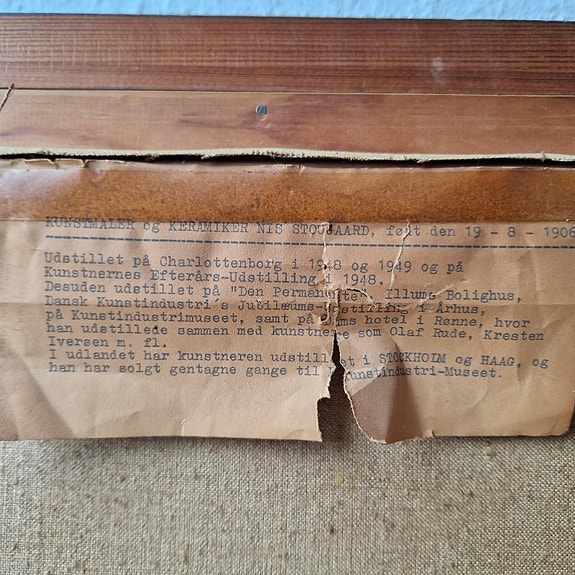 KUNSTMALER og KERAMIKER NIS STOUGAARD, født den 19 - 8 - 1906
Udstillet på Charlottenborg i 1948 og 1949 og på
Kunstnernes Efterårs-Udstilling i 1948.
Desuden udstillet på "Den Permanente", Illums Bolighus,
Dansk Kunstindustri's Jubilæums-Udstilling i Århus,
på Kunstindustrimuseet, samt på hotel i Rønne, hvor
han udstillede sammen med kunstnere som Olaf Rude, Kresten
Iversen m. fl.
I udlandet har kunstneren udstillet i STOCKHOLM og HAAG, og
han har solgt gentagne gange til Kunstindustri-Museet.